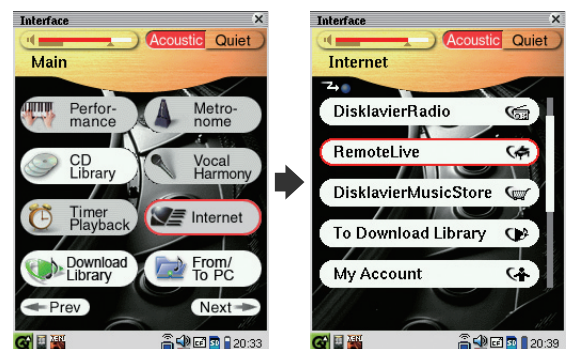 Interface ×
Acoustic Quiet
Main
Perfor-
mance
Metro-
nome
CD
Library
Vocal
Harmony
Timer
Playback
Internet
Download
Library
From/
To PC
Prev
Next
20:33
Interface ×
Acoustic Quiet
Internet
DisklavierRadio
RemoteLive
DisklavierMusicStore
To Download Library
My Account
20:39